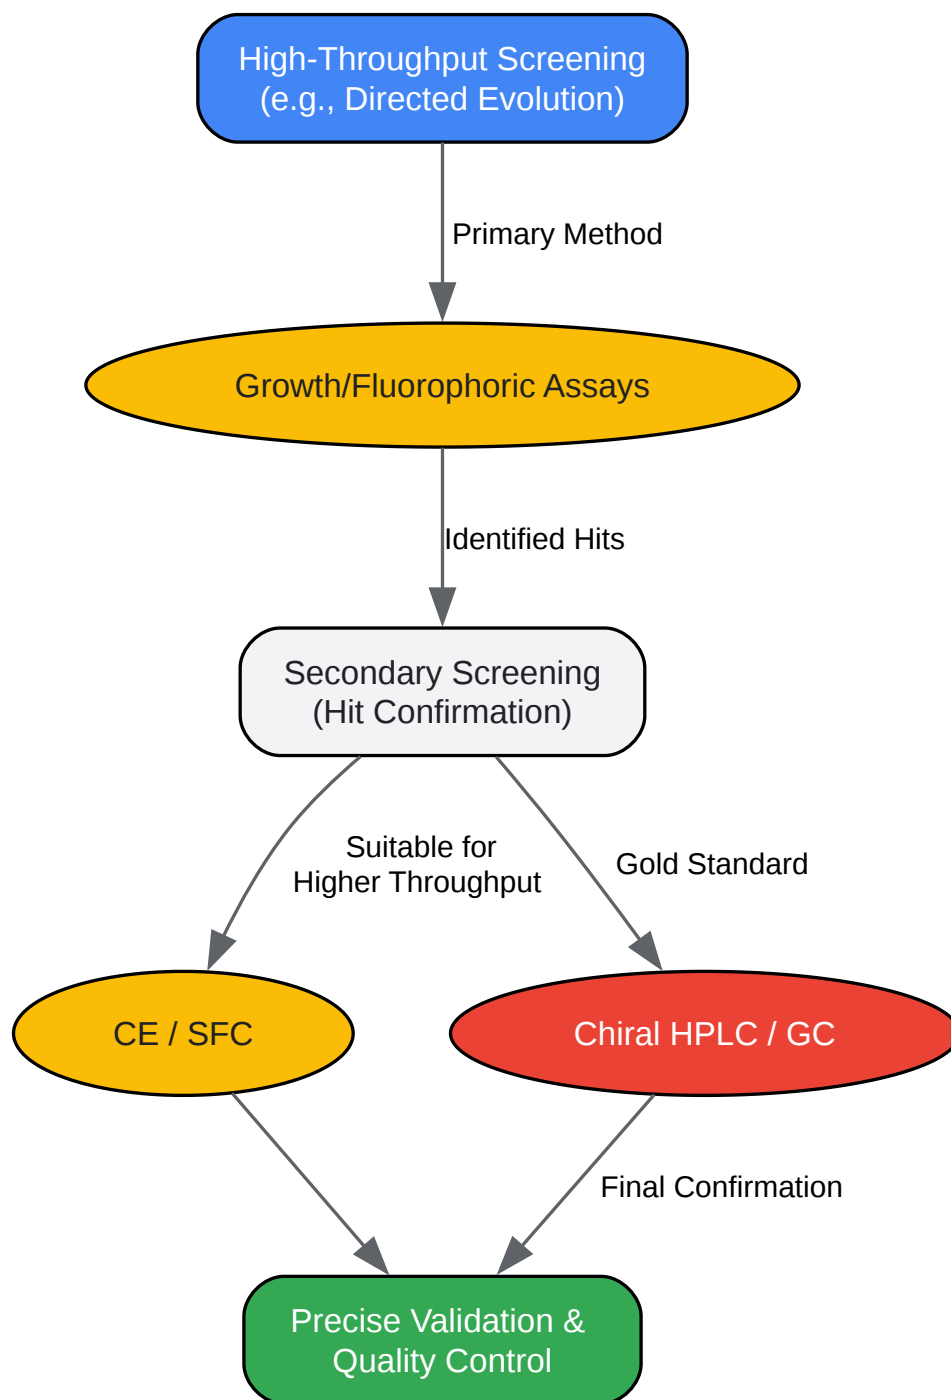 High-Throughput Screening
(e.g., Directed Evolution)
Primary Method
Growth/Fluorophoric Assays
Identified Hits
Secondary Screening
(Hit Confirmation)
Suitable for
Higher Throughput
Gold Standard
CE / SFC
Chiral HPLC / GC
Final Confirmation
Precise Validation &
Quality Control